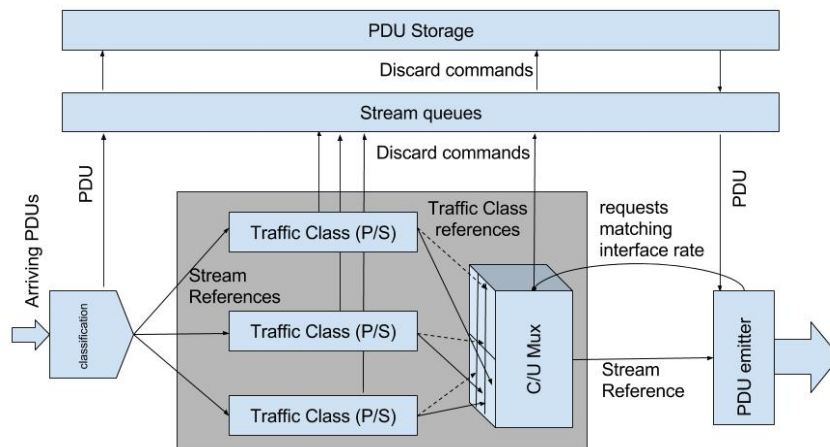 PDU Storage
Discard commands
Stream queues
PDU
Discard commands
PDU
Arriving PDUs
classification
Stream
References
Traffic Class (P/S)
Traffic Class (P/S)
Traffic Class (P/S)
Traffic Class
references
C/U Mux
requests
matching
interface rate
Stream
Reference
PDU emitter